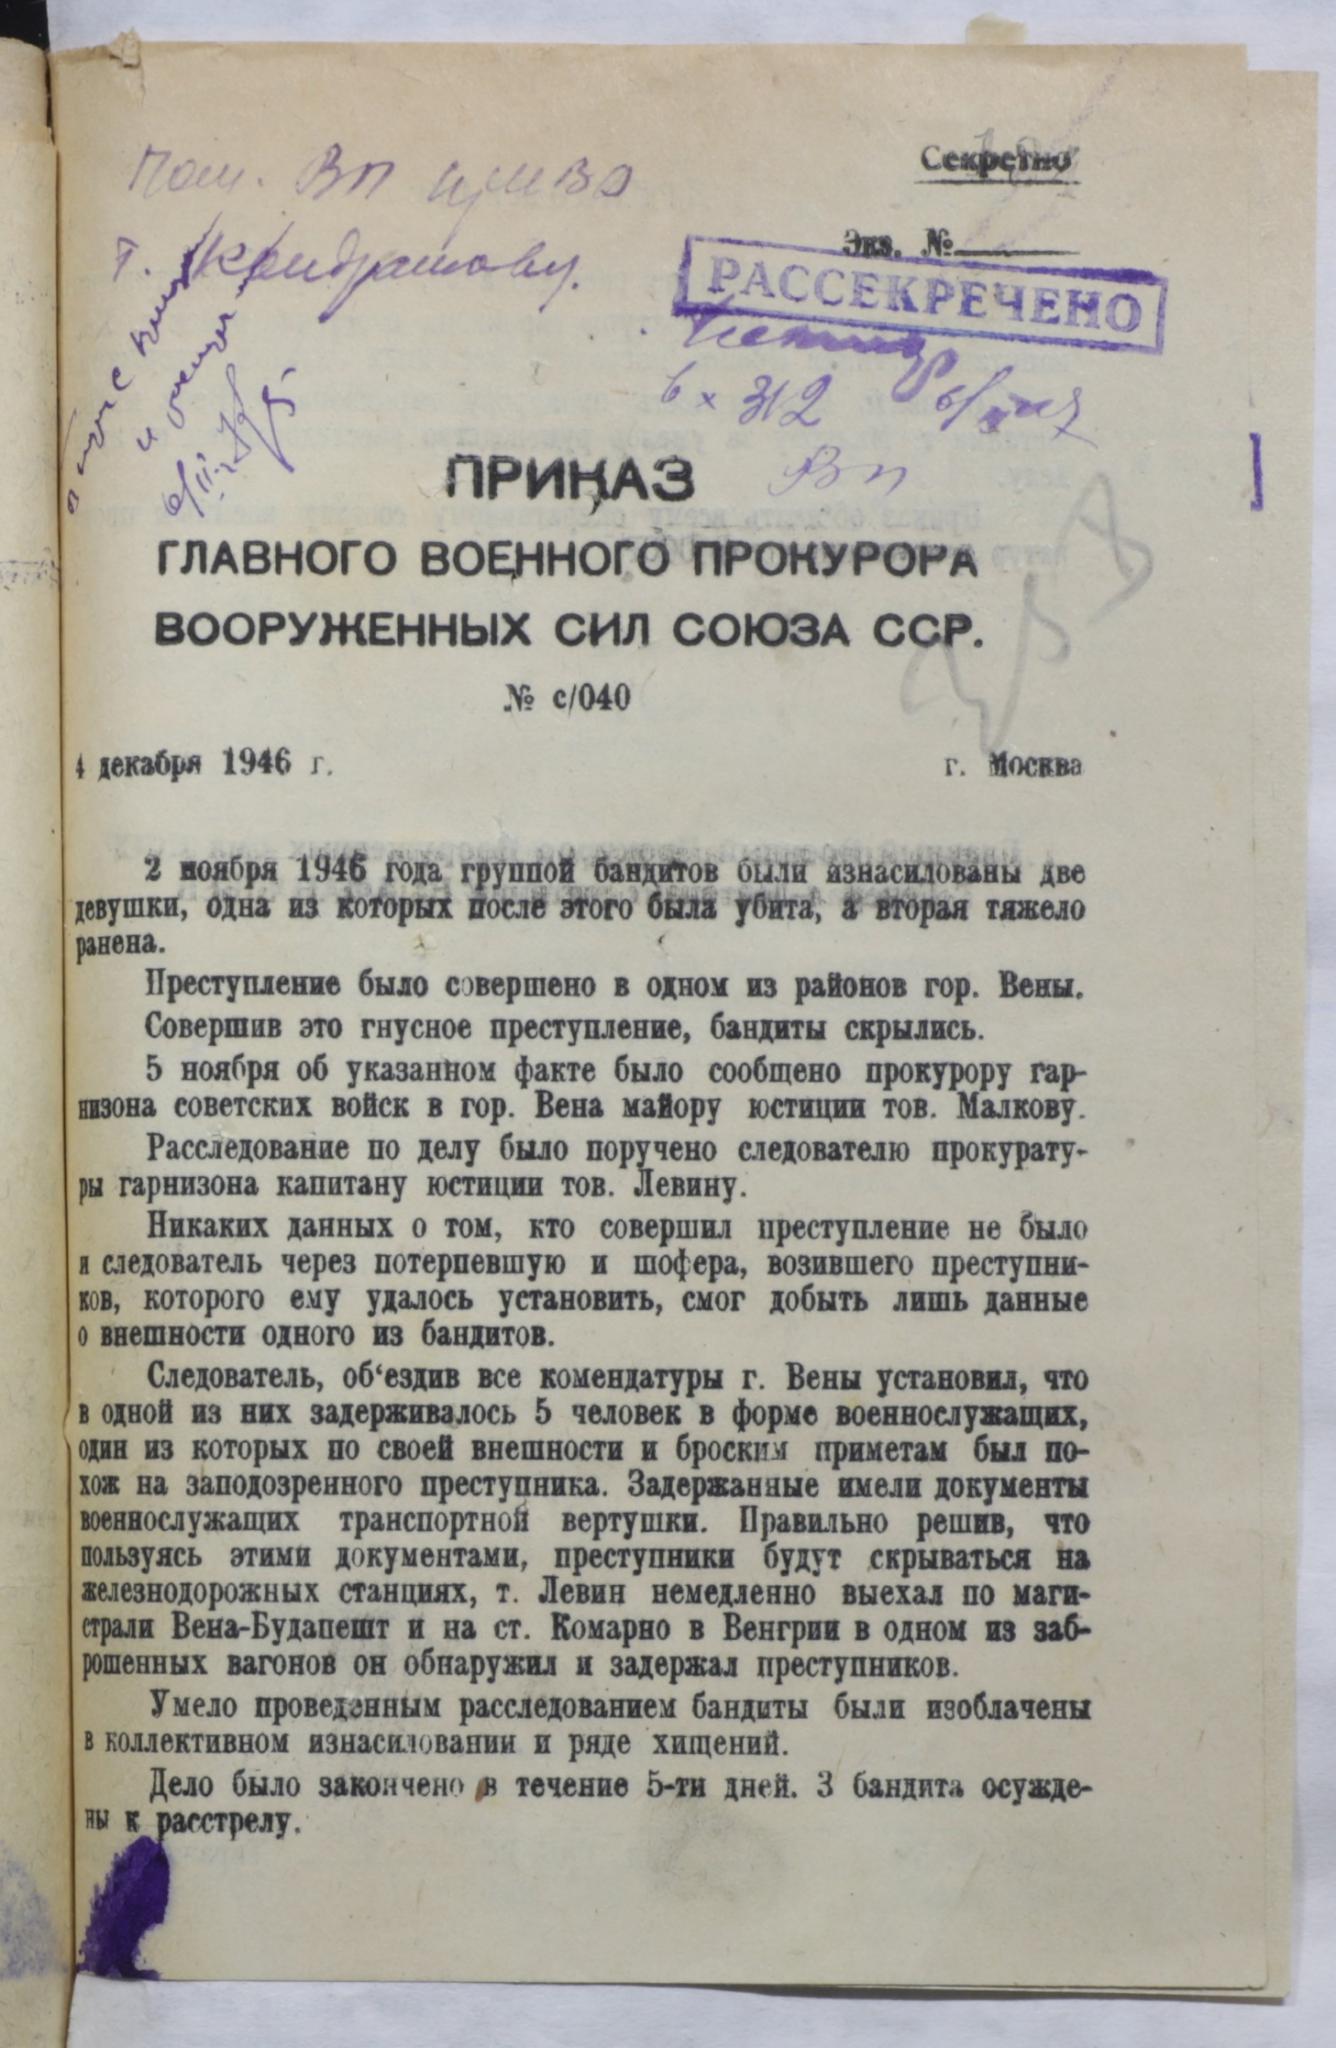 Секретно
Экз. №
РАССЕКРЕЧЕНО
Пом. ВП
т. Кондрашову.
вх 312
ВП
ПРИКАЗ
ГЛАВНОГО ВОЕННОГО ПРОКУРОРА
ВООРУЖЕННЫХ СИЛ СОЮЗА ССР.
№ с/040
4 декабря 1946 г. г. Москва
2 ноября 1946 года группой бандитов были изнасилованы две
девушки, одна из которых после этого была убита, а вторая тяжело
ранена.
Преступление было совершено в одном из районов гор. Вены.
Совершив это гнусное преступление, бандиты скрылись.
5 ноября об указанном факте было сообщено прокурору гар-
низона советских войск в гор. Вена майору юстиции тов. Малкову.
Расследование по делу было поручено следователю прокурату-
ры гарнизона капитану юстиции тов. Левину.
Никаких данных о том, кто совершил преступление не было
и следователь через потерпевшую и шофера, возившего преступни-
ков, которого ему удалось установить, смог добыть лишь данные
о внешности одного из бандитов.
Следователь, об‘ездив все комендатуры г. Вены установил, что
в одной из них задерживалось 5 человек в форме военнослужащих,
один из которых по своей внешности и броским приметам был по-
хож на заподозренного преступника. Задержанные имели документы
военнослужащих транспортной вертушки. Правильно решив, что
пользуясь этими документами, преступники будут скрываться на
железнодорожных станциях, т. Левин немедленно выехал по маги-
страли Вена-Будапешт и на ст. Комарно в Венгрии в одном из заб-
рошенных вагонов он обнаружил и задержал преступников.
Умело проведенным расследованием бандиты были изоблачены
в коллективном изнасиловании и ряде хищений.
Дело было закончено в течение 5-ти дней. 3 бандита осужде-
ны к расстрелу.